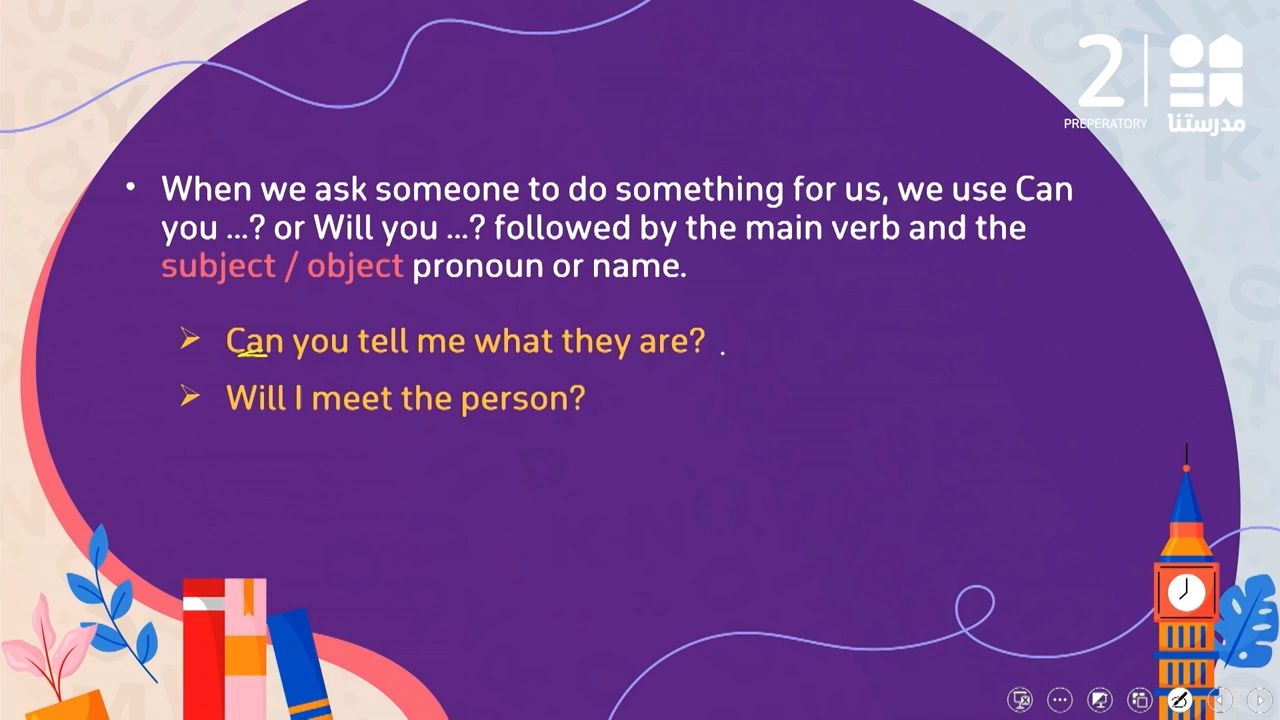 2
PREPERATORY
مدرستنا
• When we ask someone to do something for us, we use Can
you ...? or Will you ...? followed by the main verb and the
subject / object pronoun or name.
➢ Can you tell me what they are?
➢ Will I meet the person?